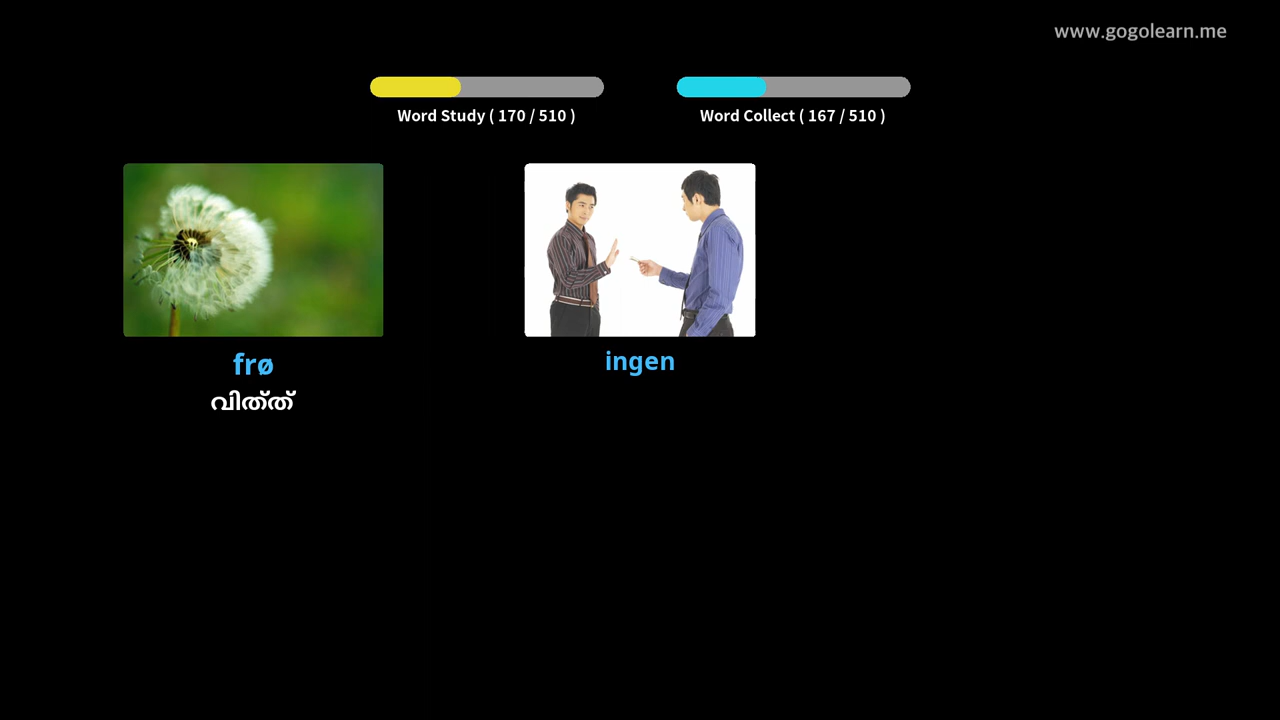 www.gogolearn.me
Word Study ( 170 / 510 )
Word Collect ( 167 / 510 )
frø
ingen
വിത്ത്